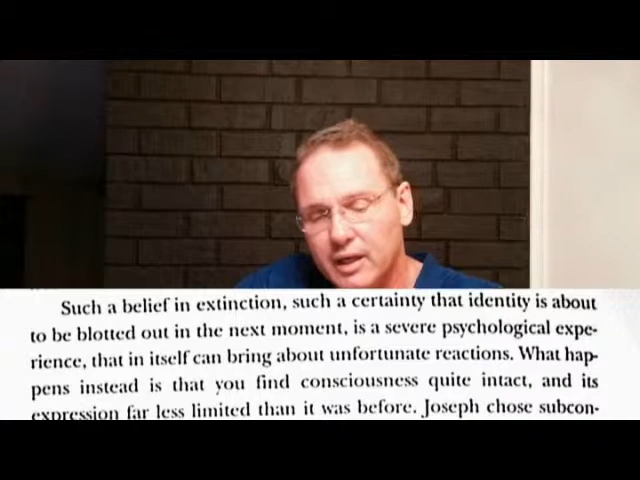 Such a belief in extinction, such a certainty that identity is about
to be blotted out in the next moment, is a severe psychological expe-
rience, that in itself can bring about unfortunate reactions. What hap-
pens instead is that you find consciousness quite intact, and its
expression far less limited than it was before. Joseph chose subcon-